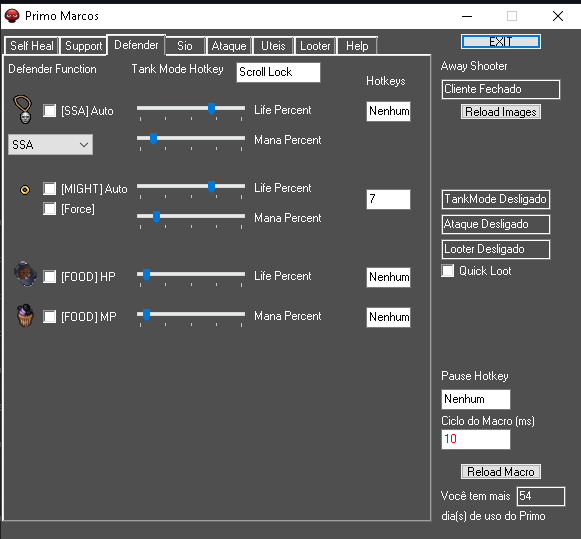 Primo Marcos
Self Heal Support Defender Sio Ataque Uteis Looter Help
EXIT
Defender Function
Tank Mode Hotkey
Scroll Lock
Hotkeys
[SSA] Auto
Life Percent
Nenhum
SSA
Mana Percent
[MIGHT] Auto
Life Percent
7
[Force]
Mana Percent
[FOOD] HP
Life Percent
Nenhum
[FOOD] MP
Mana Percent
Nenhum
Away Shooter
Cliente Fechado
Reload Images
TankMode Desligado
Ataque Desligado
Looter Desligado
Quick Loot
Pause Hotkey
Nenhum
Ciclo do Macro (ms)
10
Reload Macro
Você tem mais 54
dia(s) de uso do Primo